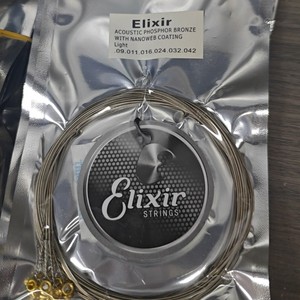 Elixir
ACOUSTIC PHOSPHOR BRONZE
WITH NANOWEB COATING
Light
.09.011.016.024.032.042
Elixir
STRINGS